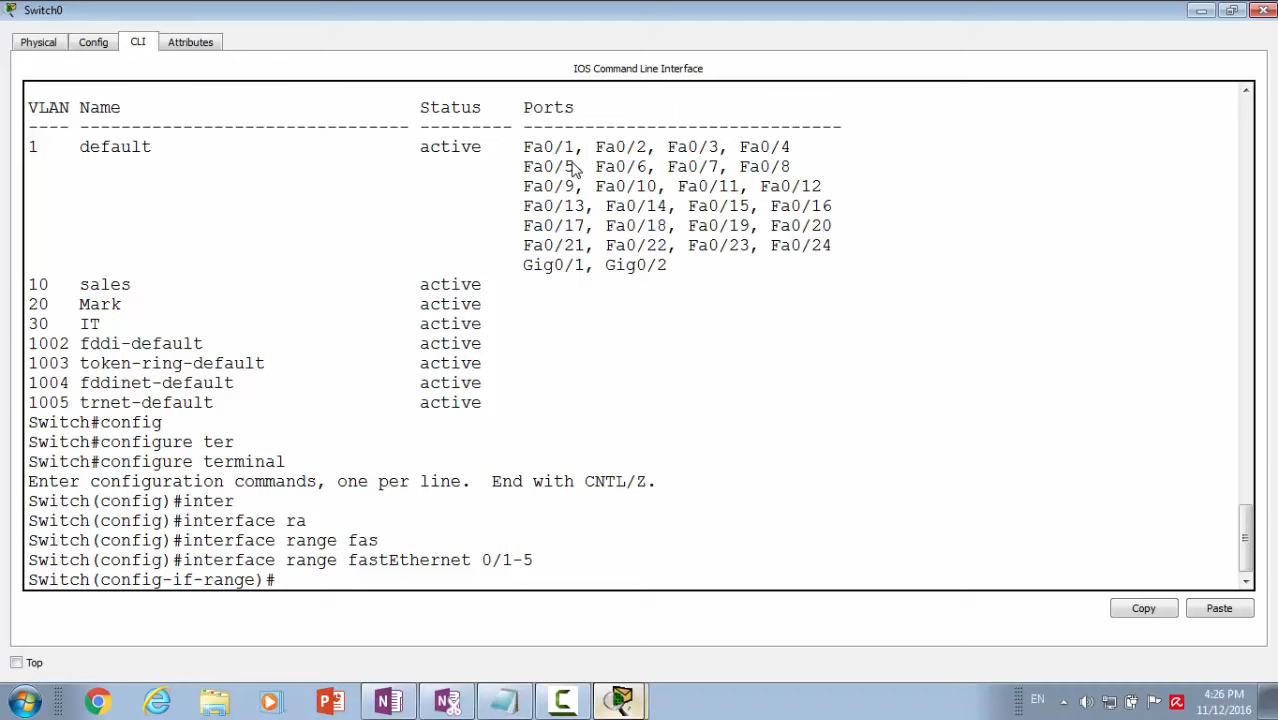 Switch0
Physical Config CLI Attributes
IOS Command Line Interface
VLAN Name                             Status    Ports
---- -------------------------------- --------- -------------------------------
1    default                          active    Fa0/1, Fa0/2, Fa0/3, Fa0/4
                                                Fa0/5, Fa0/6, Fa0/7, Fa0/8
                                                Fa0/9, Fa0/10, Fa0/11, Fa0/12
                                                Fa0/13, Fa0/14, Fa0/15, Fa0/16
                                                Fa0/17, Fa0/18, Fa0/19, Fa0/20
                                                Fa0/21, Fa0/22, Fa0/23, Fa0/24
                                                Gig0/1, Gig0/2
10   sales                            active
20   Mark                             active
30   IT                               active
1002 fddi-default                     active
1003 token-ring-default               active
1004 fddinet-default                  active
1005 trnet-default                    active
Switch#config
Switch#configure ter
Switch#configure terminal
Enter configuration commands, one per line.  End with CNTL/Z.
Switch(config)#inter
Switch(config)#interface ra
Switch(config)#interface range fas
Switch(config)#interface range fastEthernet 0/1-5
Switch(config-if-range)#
Copy Paste
Top
EN 4:26 PM
11/12/2016